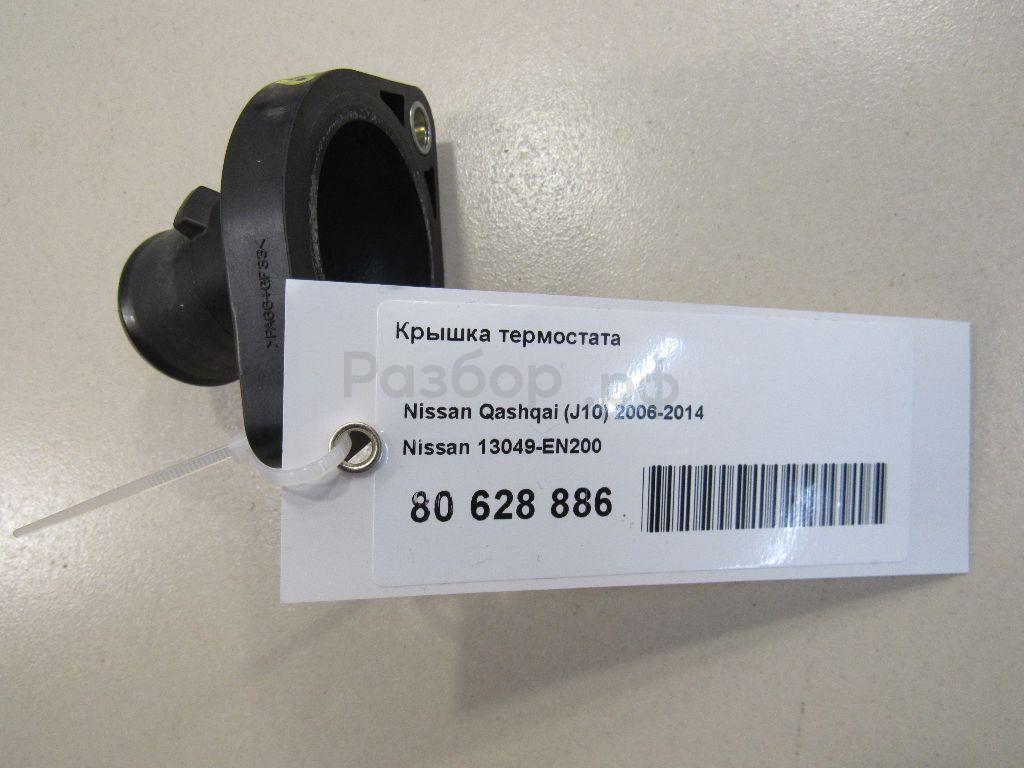 >PA66+GF33<
Крышка термостата
Разбор.рф
Nissan Qashqai (J10) 2006-2014
Nissan 13049-EN200
80 628 886